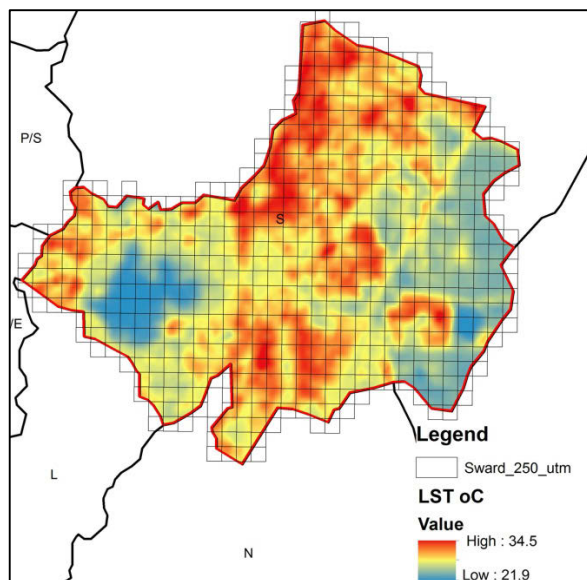 P/S
S
/E
L
N
Legend
Sward_250_utm
LST oC
Value
High : 34.5
Low : 21.9